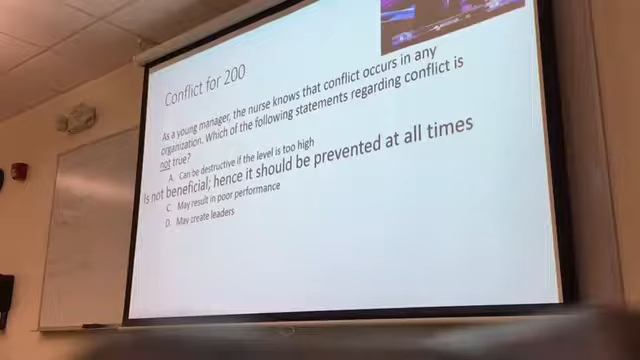 Conflict for 200
As a young manager, the nurse knows that conflict occurs in any
organization. Which of the following statements regarding conflict is
not true?
A. Can be destructive if the level is too high
Is not beneficial; hence it should be prevented at all times
C. May result in poor performance
D. May create leaders